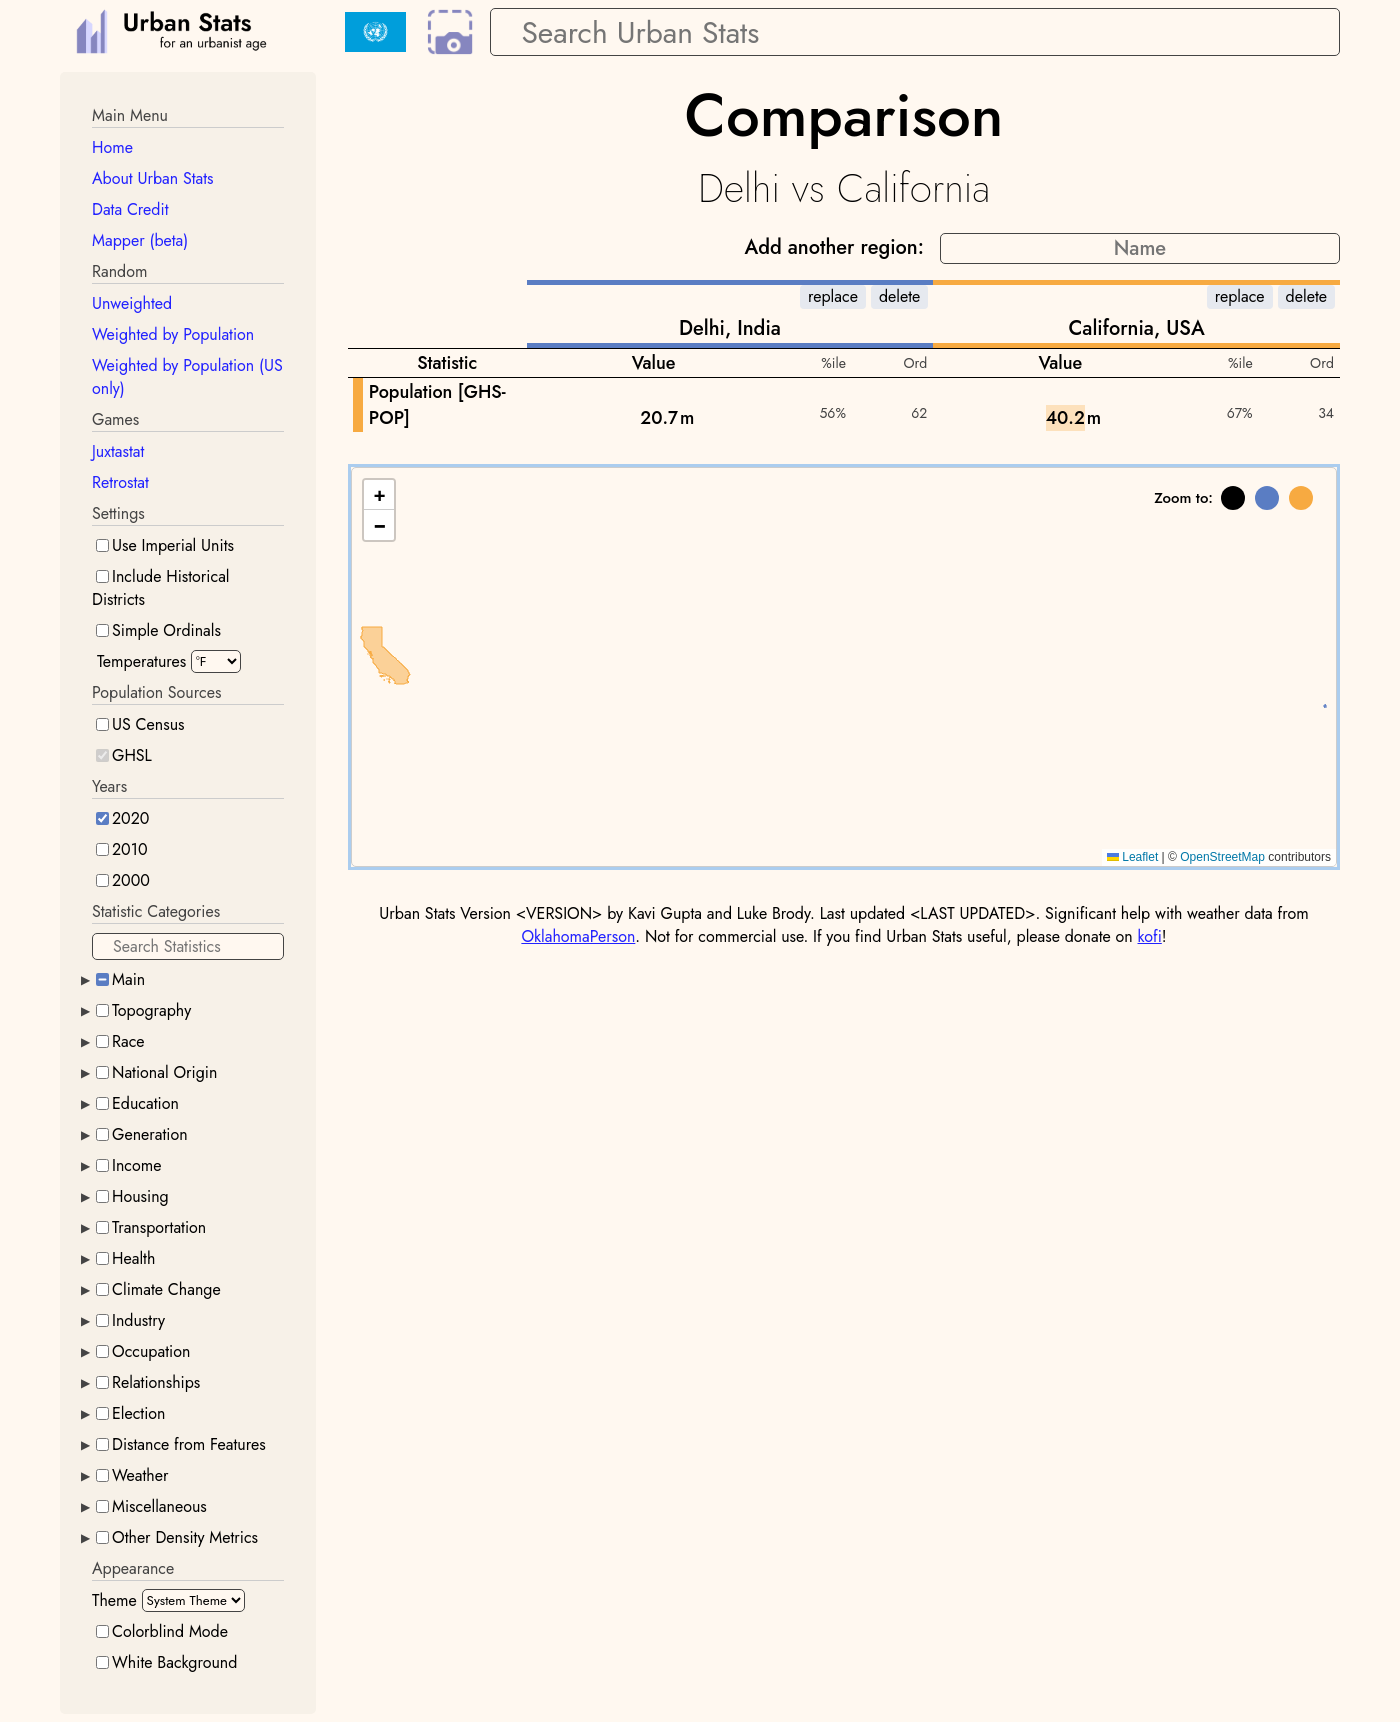 Urban Stats
for an urbanist age
Search Urban Stats
Main Menu
Home
About Urban Stats
Data Credit
Mapper (beta)
Random
Unweighted
Weighted by Population
Weighted by Population (US
only)
Games
Juxtastat
Retrostat
Settings
Use Imperial Units
Include Historical
Districts
Simple Ordinals
Temperatures °F
Population Sources
US Census
GHSL
Years
2020
2010
2000
Statistic Categories
Search Statistics
Main
Topography
Race
National Origin
Education
Generation
Income
Housing
Transportation
Health
Climate Change
Industry
Occupation
Relationships
Election
Distance from Features
Weather
Miscellaneous
Other Density Metrics
Appearance
Theme System Theme
Colorblind Mode
White Background
Comparison
Delhi vs California
Add another region: Name
replace delete replace delete
Delhi, India California, USA
Statistic Value %ile Ord Value %ile Ord
Population [GHS-
POP] 20.7 m 56% 62 40.2 m 67% 34
+
−
Zoom to:
Leaflet | © OpenStreetMap contributors
Urban Stats Version <VERSION> by Kavi Gupta and Luke Brody. Last updated <LAST UPDATED>. Significant help with weather data from
OklahomaPerson. Not for commercial use. If you find Urban Stats useful, please donate on kofi!